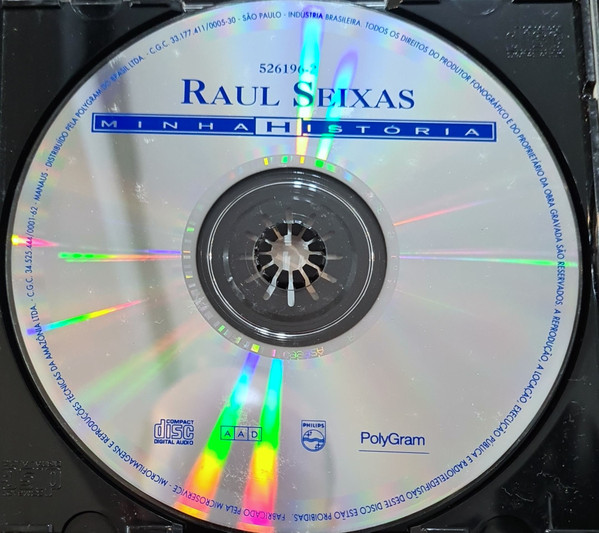 526196-2
RAUL SEIXAS
MINHA HISTÓRIA
COMPACT
disc
DIGITAL AUDIO
AAD
PHILIPS
PolyGram
FABRICADO PELA MICROSERVICE - MICROFILMAGENS E REPRODUÇÕES TÉCNICAS DA AMAZÔNIA LTDA. - C.G.C. 34.525.444/0001-62 - MANAUS - DISTRIBUIDO PELA POLYGRAM DO BRASIL LTDA. - C.G.C. 33.177.411/0005-30 - SÃO PAULO - INDÚSTRIA BRASILEIRA. TODOS OS DIREITOS DO PRODUTOR FONOGRÁFICO E DO PROPRIETÁRIO DA OBRA GRAVADA SÃO RESERVADOS. A REPRODUÇÃO, A LOCAÇÃO, EXECUÇÃO PÚBLICA E RADIOTELEDIFUSÃO DESTE DISCO ESTÃO PROIBIDAS.